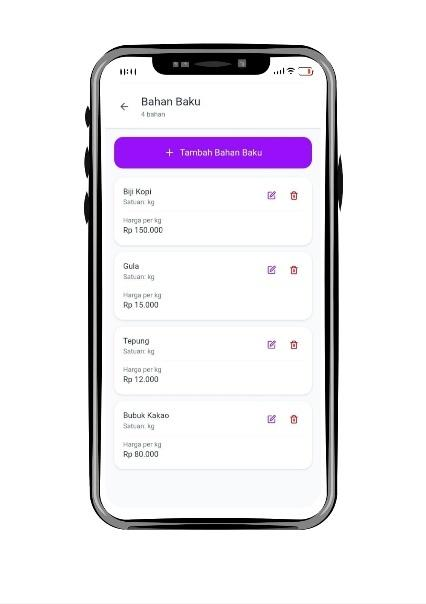 11:11
Bahan Baku
4 bahan
+ Tambah Bahan Baku
Biji Kopi
Satuan: kg
Harga per kg
Rp 150.000
Gula
Satuan: kg
Harga per kg
Rp 15.000
Tepung
Satuan: kg
Harga per kg
Rp 12.000
Bubuk Kakao
Satuan: kg
Harga per kg
Rp 80.000